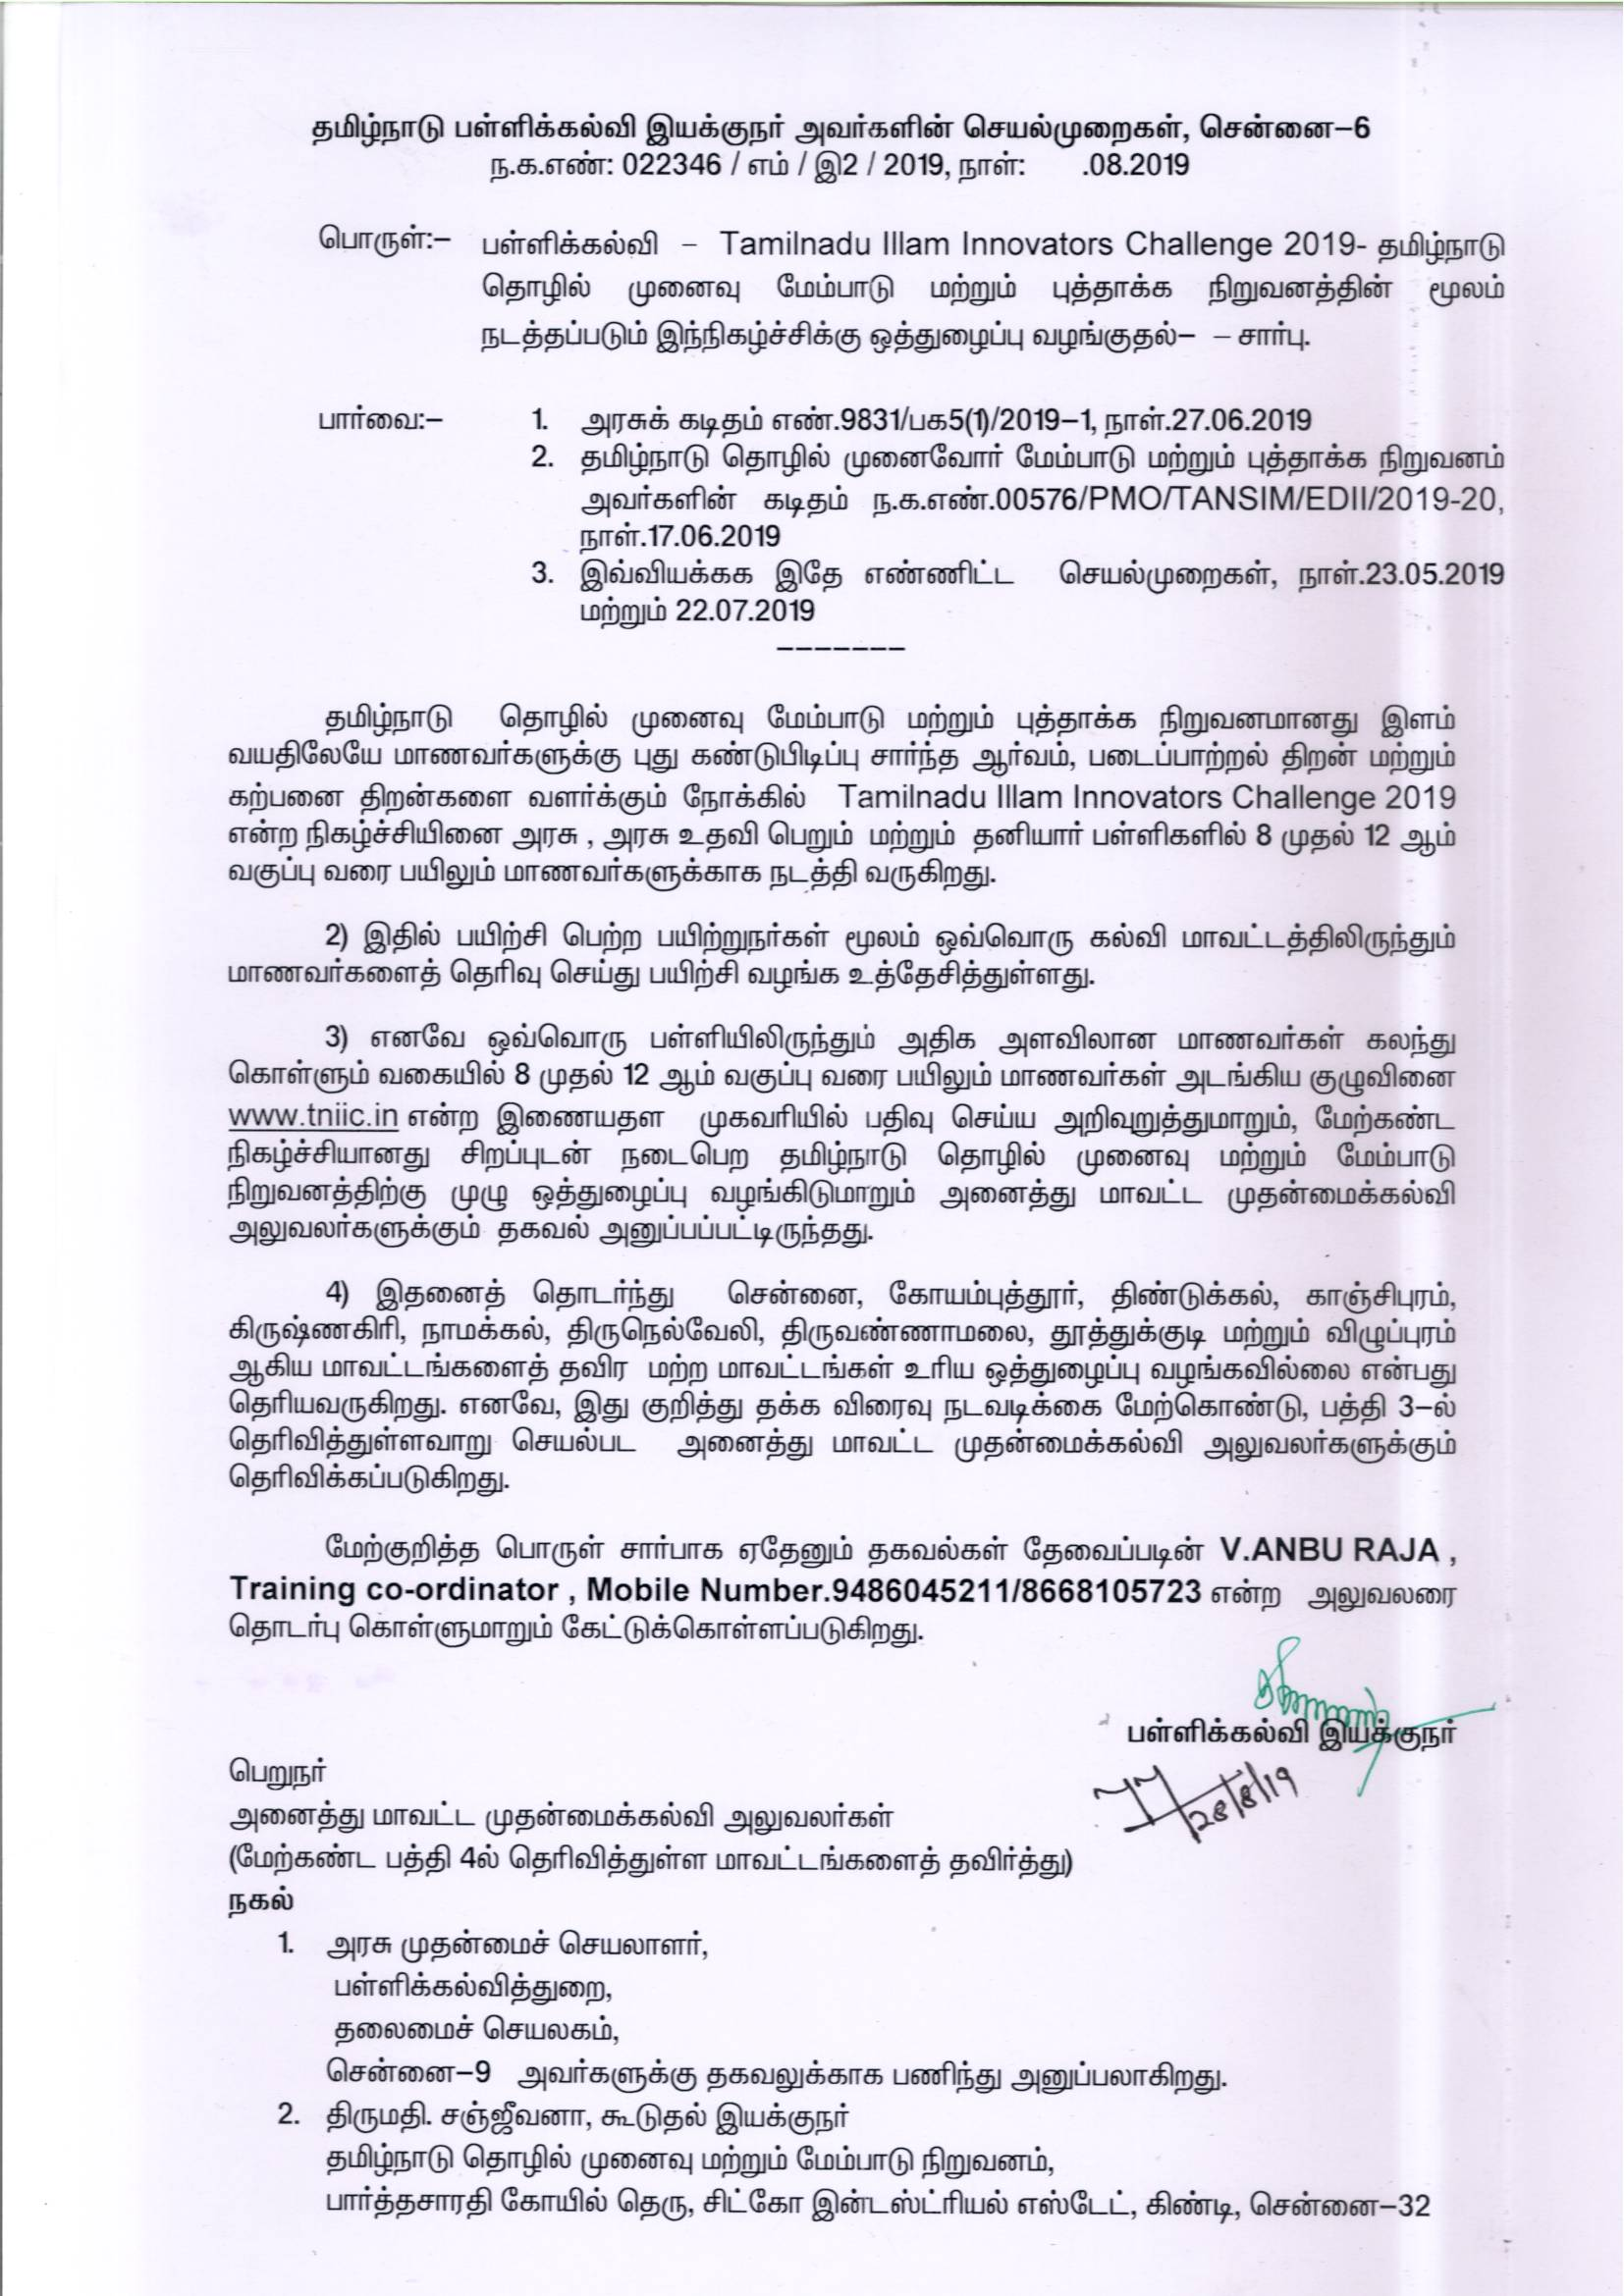 தமிழ்நாடு பள்ளிக்கல்வி இயக்குநர் அவர்களின் செயல்முறைகள், சென்னை–6
ந.க.எண்: 022346 / எம் / இ2 / 2019, நாள்: .08.2019
பொருள்:– பள்ளிக்கல்வி – Tamilnadu Illam Innovators Challenge 2019- தமிழ்நாடு
தொழில் முனைவு மேம்பாடு மற்றும் புத்தாக்க நிறுவனத்தின் மூலம்
நடத்தப்படும் இந்நிகழ்ச்சிக்கு ஒத்துழைப்பு வழங்குதல்– – சார்பு.
பார்வை:– 1. அரசுக் கடிதம் எண்.9831/பக5(1)/2019–1, நாள்.27.06.2019
2. தமிழ்நாடு தொழில் முனைவோர் மேம்பாடு மற்றும் புத்தாக்க நிறுவனம்
அவர்களின் கடிதம் ந.க.எண்.00576/PMO/TANSIM/EDII/2019-20,
நாள்.17.06.2019
3. இவ்வியக்கக இதே எண்ணிட்ட செயல்முறைகள், நாள்.23.05.2019
மற்றும் 22.07.2019
–––––––
தமிழ்நாடு தொழில் முனைவு மேம்பாடு மற்றும் புத்தாக்க நிறுவனமானது இளம்
வயதிலேயே மாணவர்களுக்கு புது கண்டுபிடிப்பு சார்ந்த ஆர்வம், படைப்பாற்றல் திறன் மற்றும்
கற்பனை திறன்களை வளர்க்கும் நோக்கில் Tamilnadu Illam Innovators Challenge 2019
என்ற நிகழ்ச்சியினை அரசு , அரசு உதவி பெறும் மற்றும் தனியார் பள்ளிகளில் 8 முதல் 12 ஆம்
வகுப்பு வரை பயிலும் மாணவர்களுக்காக நடத்தி வருகிறது.
2) இதில் பயிற்சி பெற்ற பயிற்றுநர்கள் மூலம் ஒவ்வொரு கல்வி மாவட்டத்திலிருந்தும்
மாணவர்களைத் தெரிவு செய்து பயிற்சி வழங்க உத்தேசித்துள்ளது.
3) எனவே ஒவ்வொரு பள்ளியிலிருந்தும் அதிக அளவிலான மாணவர்கள் கலந்து
கொள்ளும் வகையில் 8 முதல் 12 ஆம் வகுப்பு வரை பயிலும் மாணவர்கள் அடங்கிய குழுவினை
www.tniic.in என்ற இணையதள முகவரியில் பதிவு செய்ய அறிவுறுத்துமாறும், மேற்கண்ட
நிகழ்ச்சியானது சிறப்புடன் நடைபெற தமிழ்நாடு தொழில் முனைவு மற்றும் மேம்பாடு
நிறுவனத்திற்கு முழு ஒத்துழைப்பு வழங்கிடுமாறும் அனைத்து மாவட்ட முதன்மைக்கல்வி
அலுவலர்களுக்கும் தகவல் அனுப்பப்பட்டிருந்தது.
4) இதனைத் தொடர்ந்து சென்னை, கோயம்புத்தூர், திண்டுக்கல், காஞ்சிபுரம்,
கிருஷ்ணகிரி, நாமக்கல், திருநெல்வேலி, திருவண்ணாமலை, தூத்துக்குடி மற்றும் விழுப்புரம்
ஆகிய மாவட்டங்களைத் தவிர மற்ற மாவட்டங்கள் உரிய ஒத்துழைப்பு வழங்கவில்லை என்பது
தெரியவருகிறது. எனவே, இது குறித்து தக்க விரைவு நடவடிக்கை மேற்கொண்டு, பத்தி 3–ல்
தெரிவித்துள்ளவாறு செயல்பட அனைத்து மாவட்ட முதன்மைக்கல்வி அலுவலர்களுக்கும்
தெரிவிக்கப்படுகிறது.
மேற்குறித்த பொருள் சார்பாக ஏதேனும் தகவல்கள் தேவைப்படின் V.ANBU RAJA ,
Training co-ordinator , Mobile Number.9486045211/8668105723 என்ற அலுவலரை
தொடர்பு கொள்ளுமாறும் கேட்டுக்கொள்ளப்படுகிறது.
பள்ளிக்கல்வி இயக்குநர்
28/8/19
பெறுநர்
அனைத்து மாவட்ட முதன்மைக்கல்வி அலுவலர்கள்
(மேற்கண்ட பத்தி 4ல் தெரிவித்துள்ள மாவட்டங்களைத் தவிர்த்து)
நகல்
1. அரசு முதன்மைச் செயலாளர்,
பள்ளிக்கல்வித்துறை,
தலைமைச் செயலகம்,
சென்னை–9 அவர்களுக்கு தகவலுக்காக பணிந்து அனுப்பலாகிறது.
2. திருமதி. சஞ்ஜீவனா, கூடுதல் இயக்குநர்
தமிழ்நாடு தொழில் முனைவு மற்றும் மேம்பாடு நிறுவனம்,
பார்த்தசாரதி கோயில் தெரு, சிட்கோ இன்டஸ்ட்ரியல் எஸ்டேட், கிண்டி, சென்னை–32